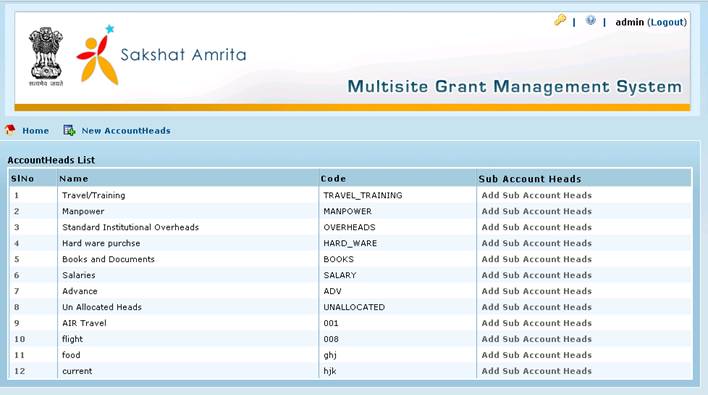 admin (Logout)
सत्यमेव जयते
Sakshat Amrita
Multisite Grant Management System
Home New AccountHeads
AccountHeads List
SlNo Name Code Sub Account Heads
1 Travel/Training TRAVEL_TRAINING Add Sub Account Heads
2 Manpower MANPOWER Add Sub Account Heads
3 Standard Institutional Overheads OVERHEADS Add Sub Account Heads
4 Hard ware purchse HARD_WARE Add Sub Account Heads
5 Books and Documents BOOKS Add Sub Account Heads
6 Salaries SALARY Add Sub Account Heads
7 Advance ADV Add Sub Account Heads
8 Un Allocated Heads UNALLOCATED Add Sub Account Heads
9 AIR Travel 001 Add Sub Account Heads
10 flight 008 Add Sub Account Heads
11 food ghj Add Sub Account Heads
12 current hjk Add Sub Account Heads